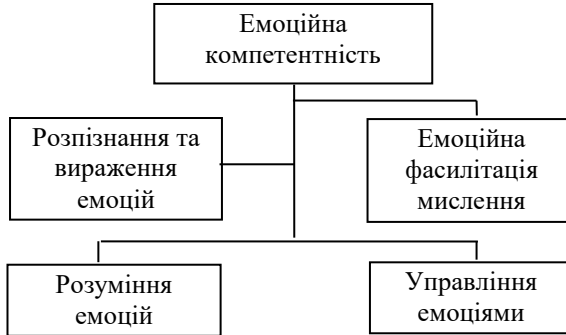 Емоційна
компетентність
Розпізнання та
вираження
емоцій
Емоційна
фасилітація
мислення
Розуміння
емоцій
Управління
емоціями